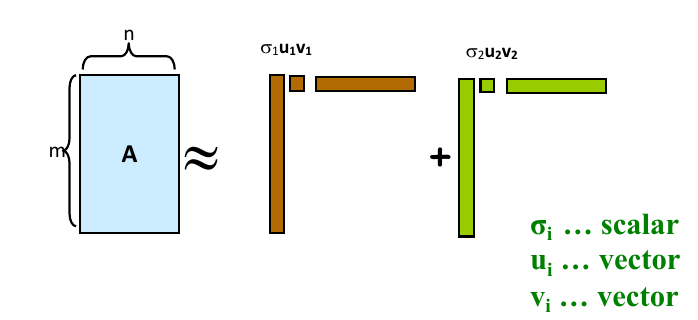 n
σ₁u₁v₁
σ₂u₂v₂
m
A
≈
+
σᵢ … scalar
uᵢ … vector
vᵢ … vector